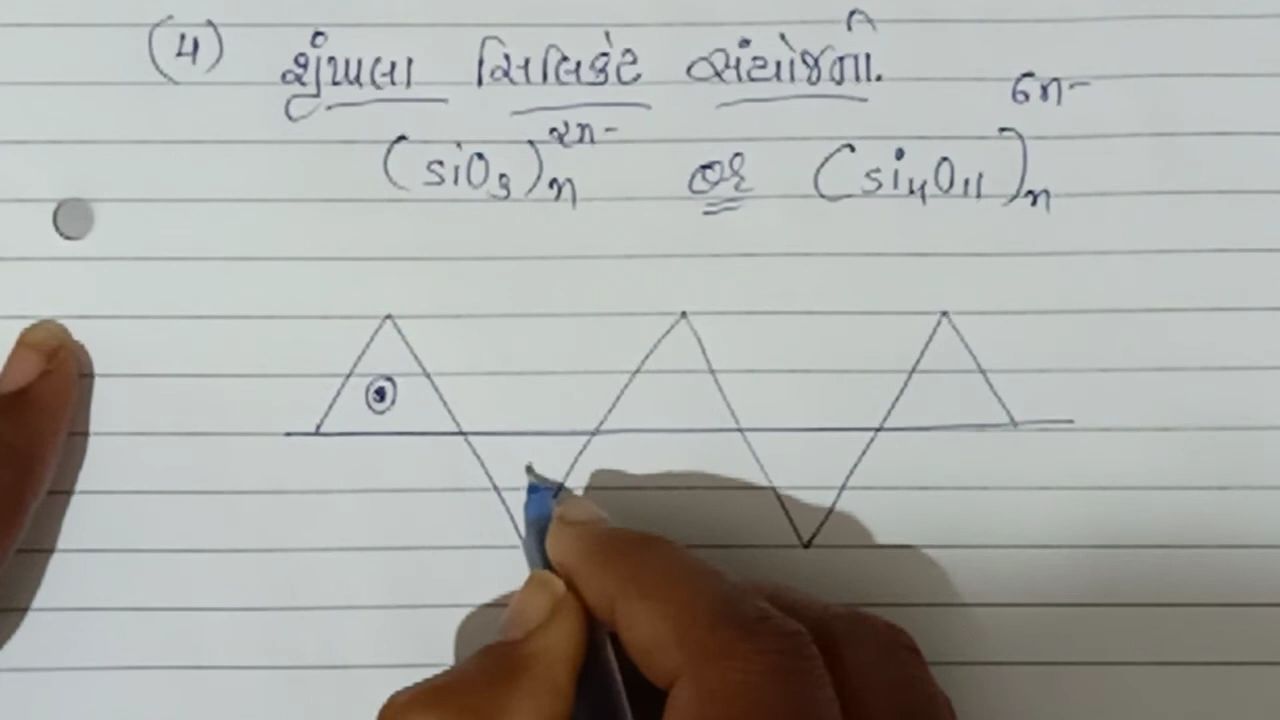 (4) શૃંખલા સિલિકેટ સંયોજનો.
(SiO3)n 2n- OR (Si4O11)n 6n-